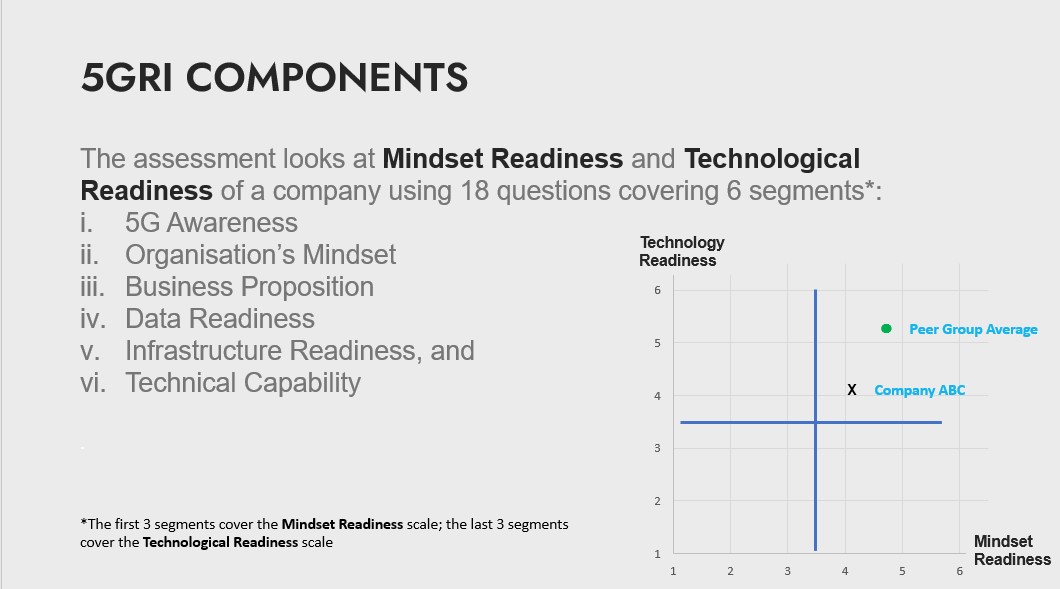 5GRI COMPONENTS
The assessment looks at Mindset Readiness and Technological
Readiness of a company using 18 questions covering 6 segments*:
i. 5G Awareness
ii. Organisation’s Mindset
iii. Business Proposition
iv. Data Readiness
v. Infrastructure Readiness, and
vi. Technical Capability
.
*The first 3 segments cover the Mindset Readiness scale; the last 3 segments
cover the Technological Readiness scale
Technology
Readiness
6
Peer Group Average
5
X Company ABC
4
3
2
1
1 2 3 4 5 6
Mindset
Readiness